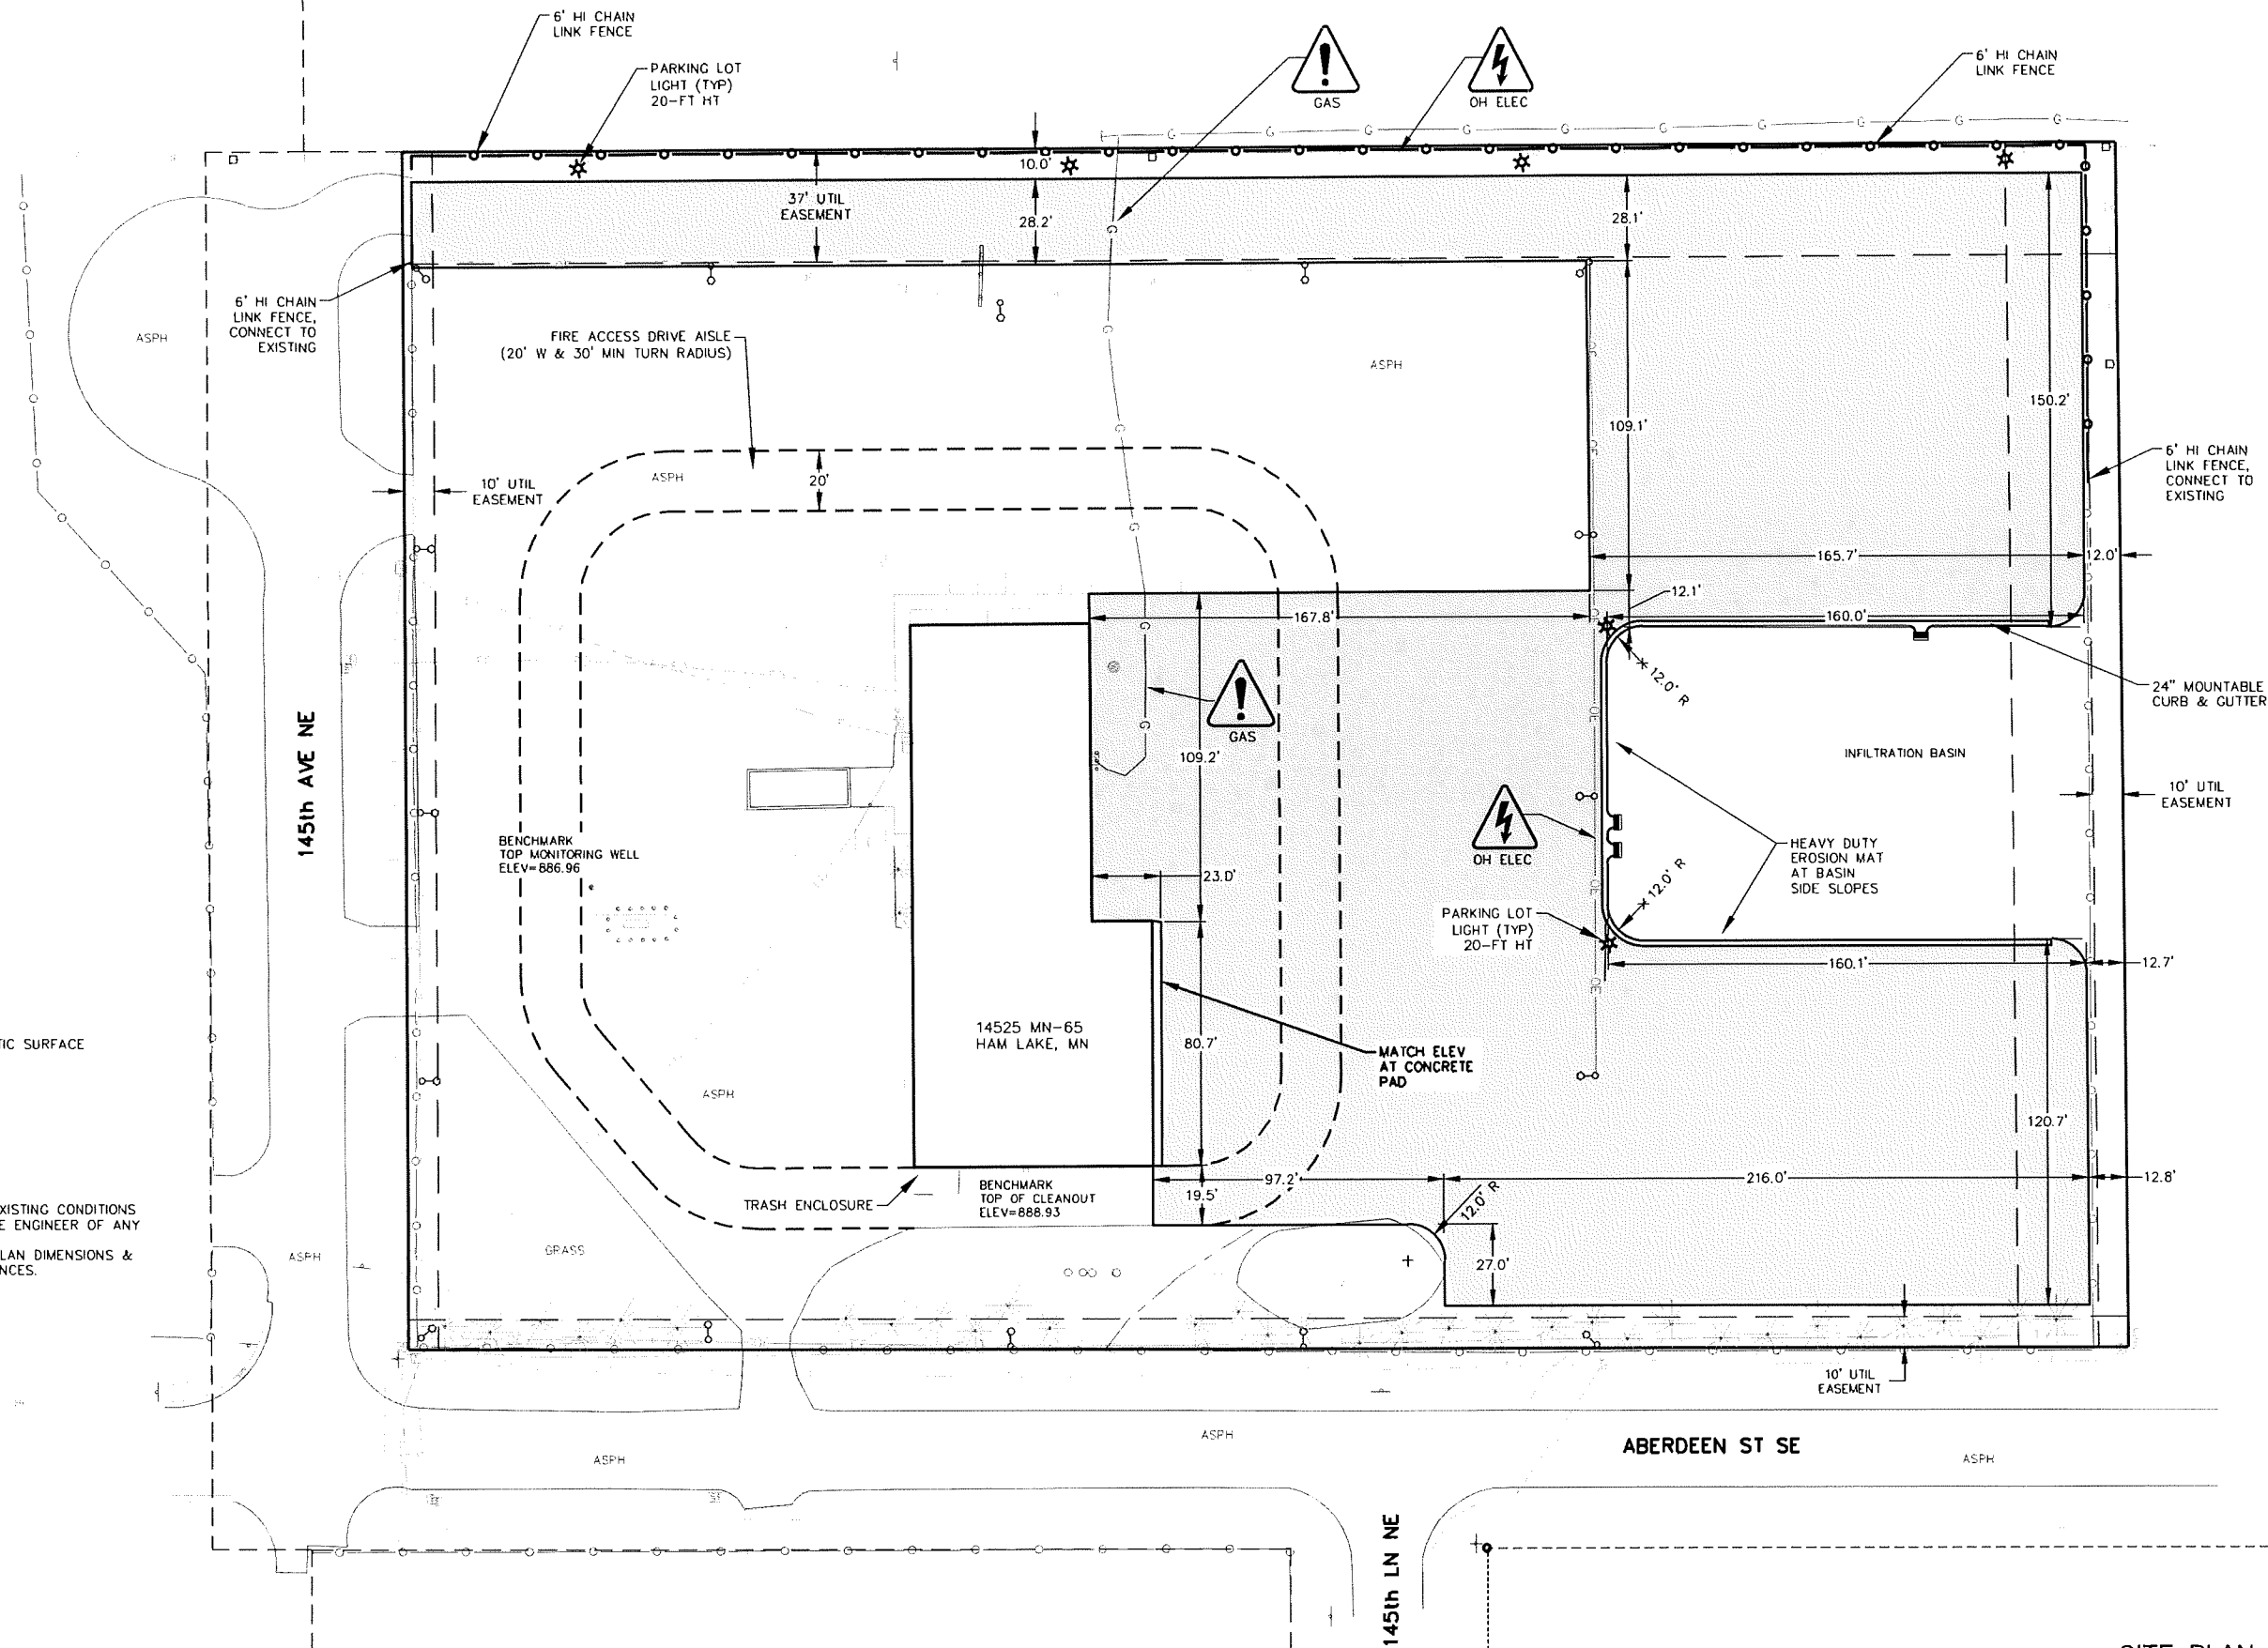 6' HI CHAIN
LINK FENCE
PARKING LOT
LIGHT (TYP)
20-FT HT
GAS
OH ELEC
6' HI CHAIN
LINK FENCE
G
G
G
G
G
G
G
G
G
G
10.0'
37' UTIL
EASEMENT
28.2'
28.1'
G
6' HI CHAIN
LINK FENCE,
CONNECT TO
EXISTING
ASPH
FIRE ACCESS DRIVE AISLE
(20' W & 30' MIN TURN RADIUS)
G
ASPH
OE
109.1'
150.2'
G
OE
6' HI CHAIN
LINK FENCE,
CONNECT TO
EXISTING
ASPH
20'
10' UTIL
EASEMENT
G
165.7'
12.0'
12.1'
167.8'
160.0'
G
12.0' R
24" MOUNTABLE
CURB & GUTTER
145th AVE NE
G
GAS
OE
109.2'
INFILTRATION BASIN
10' UTIL
EASEMENT
BENCHMARK
TOP MONITORING WELL
ELEV=886.96
OH ELEC
HEAVY DUTY
EROSION MAT
AT BASIN
SIDE SLOPES
23.0'
OE
12.0' R
PARKING LOT
LIGHT (TYP)
20-FT HT
160.1'
12.7'
OE
14525 MN-65
HAM LAKE, MN
80.7'
MATCH ELEV
AT CONCRETE
PAD
TIC SURFACE
ASPH
120.7'
97.2'
216.0'
12.8'
TRASH ENCLOSURE
BENCHMARK
TOP OF CLEANOUT
ELEV=888.93
19.5'
12.0' R
XISTING CONDITIONS
E ENGINEER OF ANY
LAN DIMENSIONS &
NCES.
ASPH
GRASS
27.0'
10' UTIL
EASEMENT
ASPH
ASPH
ABERDEEN ST SE
ASPH
145th LN NE
SITE PLAN